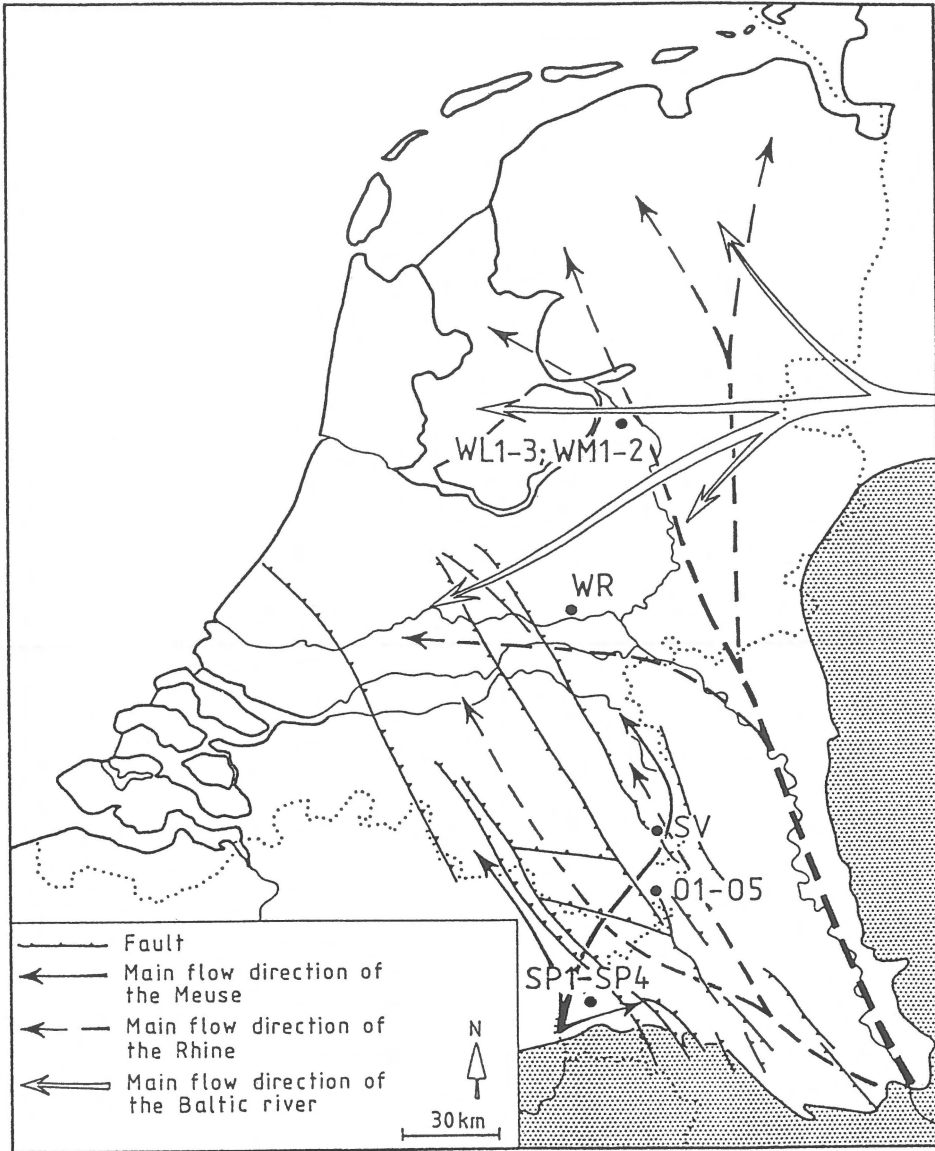 WL1-3; WM1-2
WR
SV
01-05
SP1-SP4
Fault
Main flow direction of
the Meuse
Main flow direction of
the Rhine
Main flow direction of
the Baltic river
N
30km